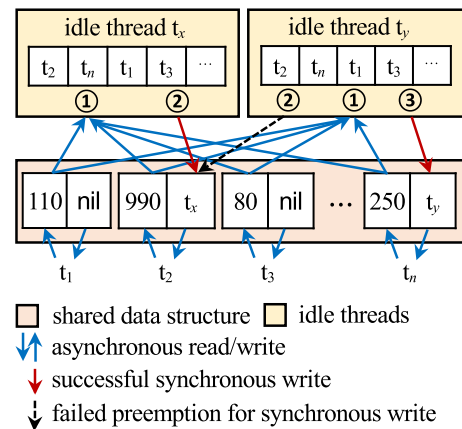 idle thread tx
idle thread ty
t2 tn t1 t3 ...
t2 tn t1 t3 ...
① ②
② ① ③
110 nil 990 tx 80 nil ... 250 ty
t1 t2 t3 tn
shared data structure idle threads
asynchronous read/write
successful synchronous write
failed preemption for synchronous write